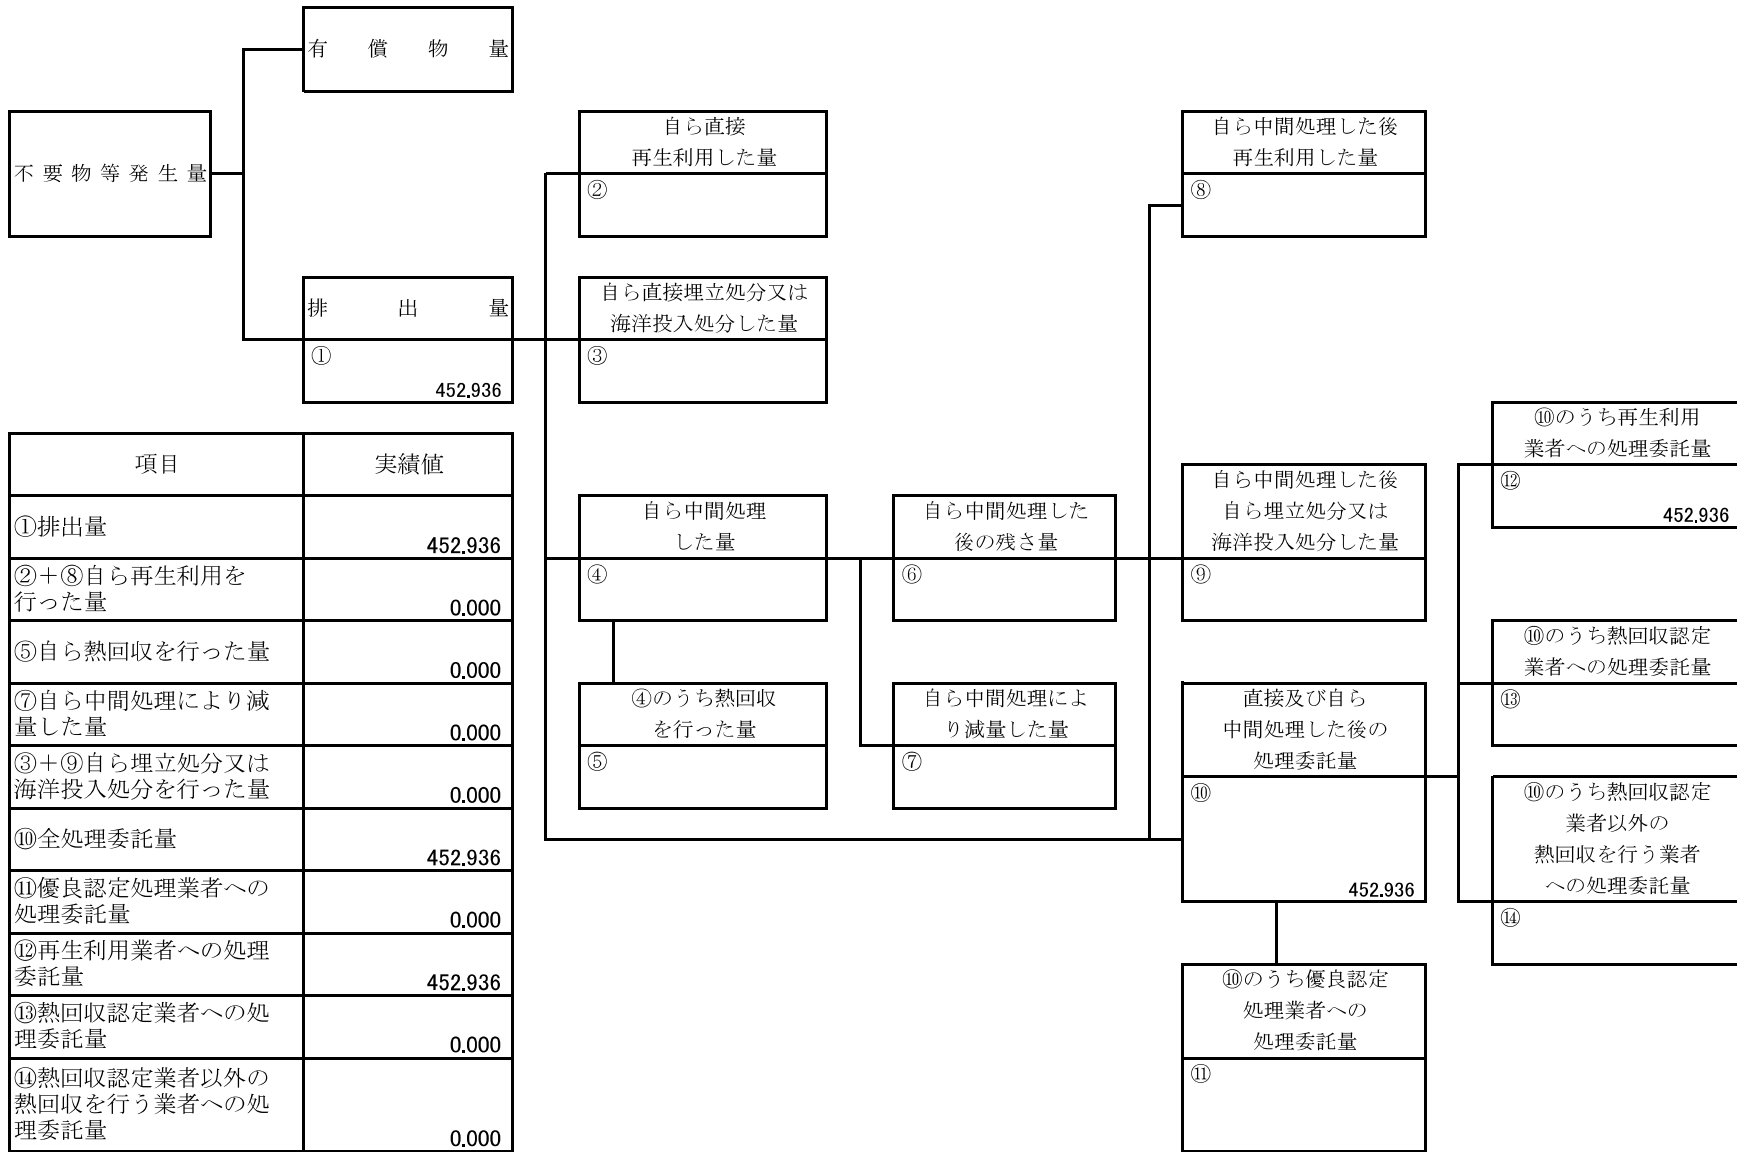 有償物量
不要物等発生量
排出量
①
452.936
自ら直接
再生利用した量
②
自ら直接埋立処分又は
海洋投入処分した量
③
自ら中間処理
した量
④
④のうち熱回収
を行った量
⑤
自ら中間処理した
後の残さ量
⑥
自ら中間処理によ
り減量した量
⑦
自ら中間処理した後
再生利用した量
⑧
自ら中間処理した後
自ら埋立処分又は
海洋投入処分した量
⑨
直接及び自ら
中間処理した後の
処理委託量
⑩
452.936
⑩のうち優良認定
処理業者への
処理委託量
⑪
⑩のうち再生利用
業者への処理委託量
⑫
452.936
⑩のうち熱回収認定
業者への処理委託量
⑬
⑩のうち熱回収認定
業者以外の
熱回収を行う業者
への処理委託量
⑭
項目 実績値
①排出量
452.936
②+⑧自ら再生利用を
行った量
0.000
⑤自ら熱回収を行った量
0.000
⑦自ら中間処理により減
量した量
0.000
③+⑨自ら埋立処分又は
海洋投入処分を行った量
0.000
⑩全処理委託量
452.936
⑪優良認定処理業者への
処理委託量
0.000
⑫再生利用業者への処理
委託量
452.936
⑬熱回収認定業者への処
理委託量
0.000
⑭熱回収認定業者以外の
熱回収を行う業者への処
理委託量
0.000